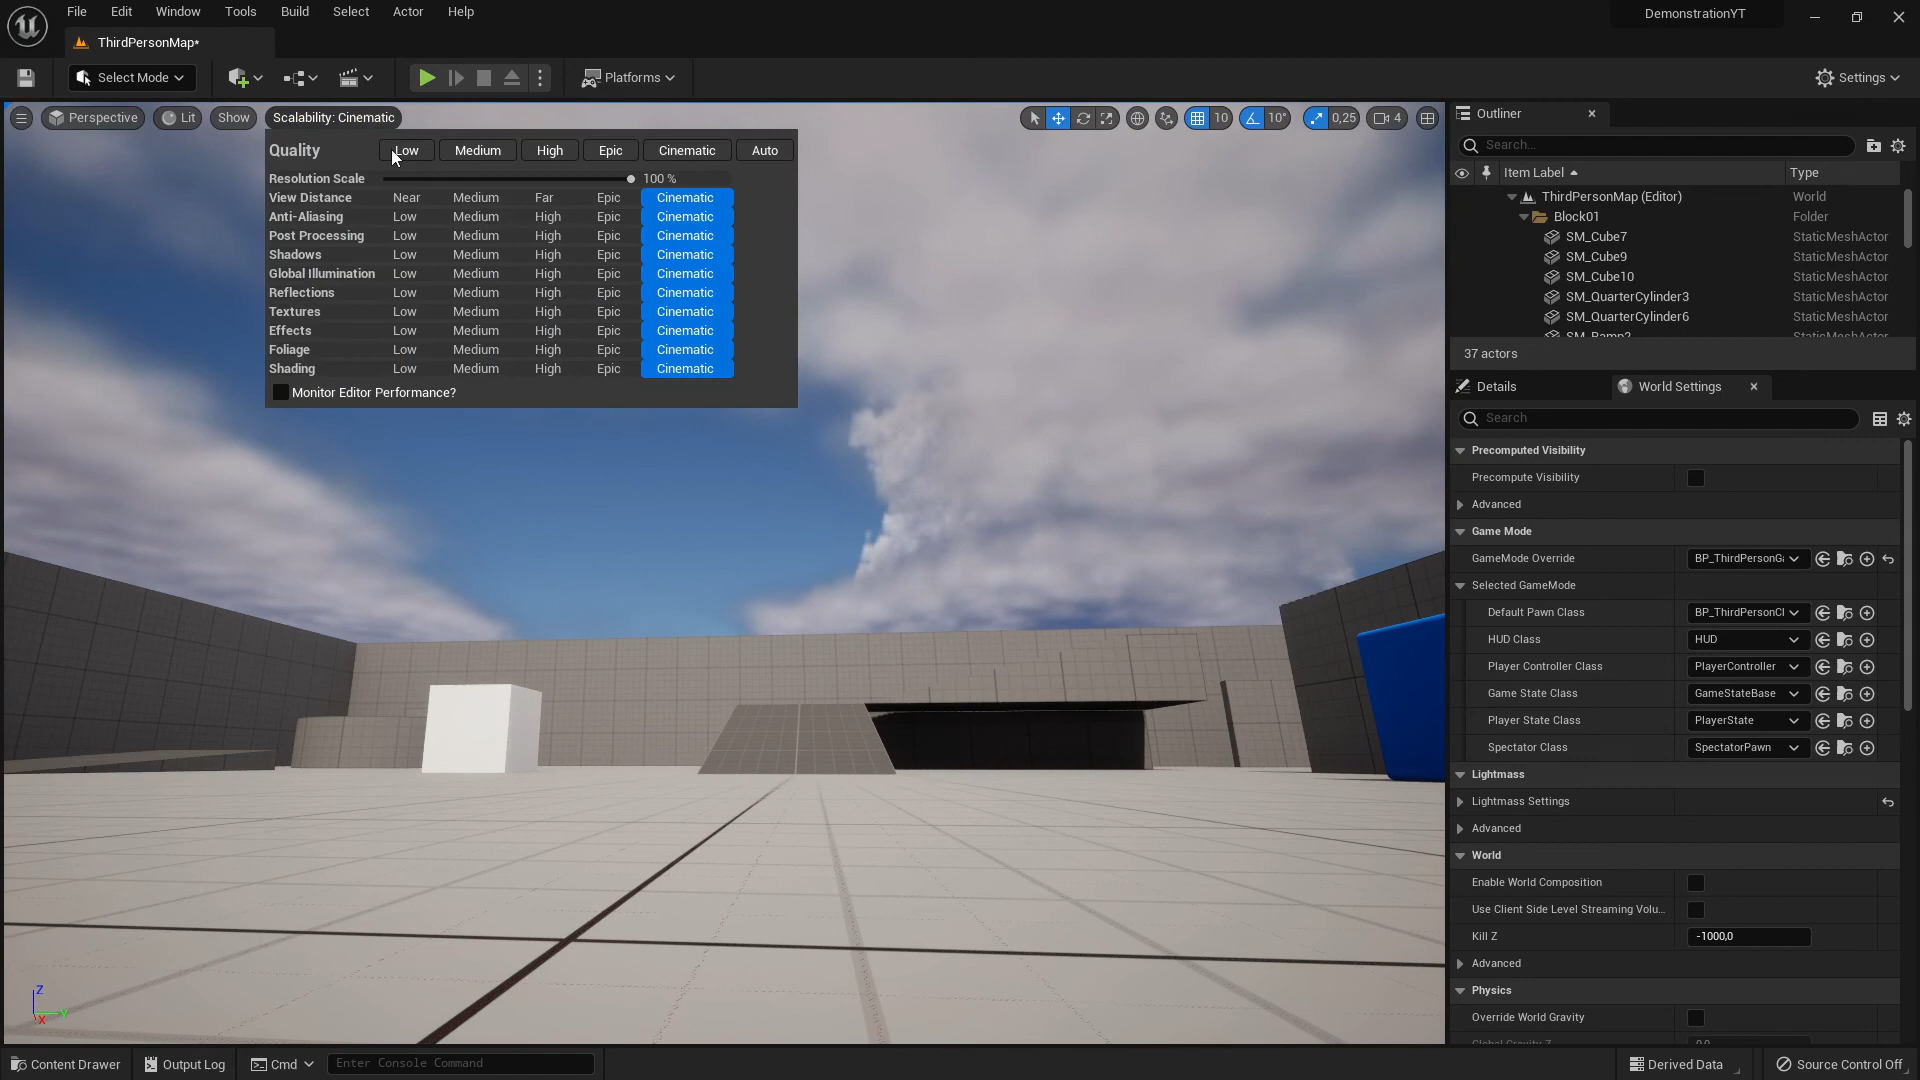 File Edit Window Tools Build Select Actor Help
DemonstrationYT
ThirdPersonMap*
Select Mode
Platforms
Settings
Perspective Lit Show Scalability: Cinematic
10 10° 0,25 4
Quality Low Medium High Epic Cinematic Auto
Resolution Scale 100 %
View Distance Near Medium Far Epic Cinematic
Anti-Aliasing Low Medium High Epic Cinematic
Post Processing Low Medium High Epic Cinematic
Shadows Low Medium High Epic Cinematic
Global Illumination Low Medium High Epic Cinematic
Reflections Low Medium High Epic Cinematic
Textures Low Medium High Epic Cinematic
Effects Low Medium High Epic Cinematic
Foliage Low Medium High Epic Cinematic
Shading Low Medium High Epic Cinematic
Monitor Editor Performance?
Z
Y
X
Outliner
Search...
Item Label Type
ThirdPersonMap (Editor) World
Block01 Folder
SM_Cube7 StaticMeshActor
SM_Cube9 StaticMeshActor
SM_Cube10 StaticMeshActor
SM_QuarterCylinder3 StaticMeshActor
SM_QuarterCylinder6 StaticMeshActor
SM_Ramp2 StaticMeshActor
37 actors
Details World Settings
Search
Precomputed Visibility
Precompute Visibility
Advanced
Game Mode
GameMode Override BP_ThirdPersonGa
Selected GameMode
Default Pawn Class BP_ThirdPersonCl
HUD Class HUD
Player Controller Class PlayerController
Game State Class GameStateBase
Player State Class PlayerState
Spectator Class SpectatorPawn
Lightmass
Lightmass Settings
Advanced
World
Enable World Composition
Use Client Side Level Streaming Volu...
Kill Z -1000,0
Advanced
Physics
Override World Gravity
Global Gravity Z 0,0
Content Drawer Output Log Cmd Enter Console Command
Derived Data Source Control Off